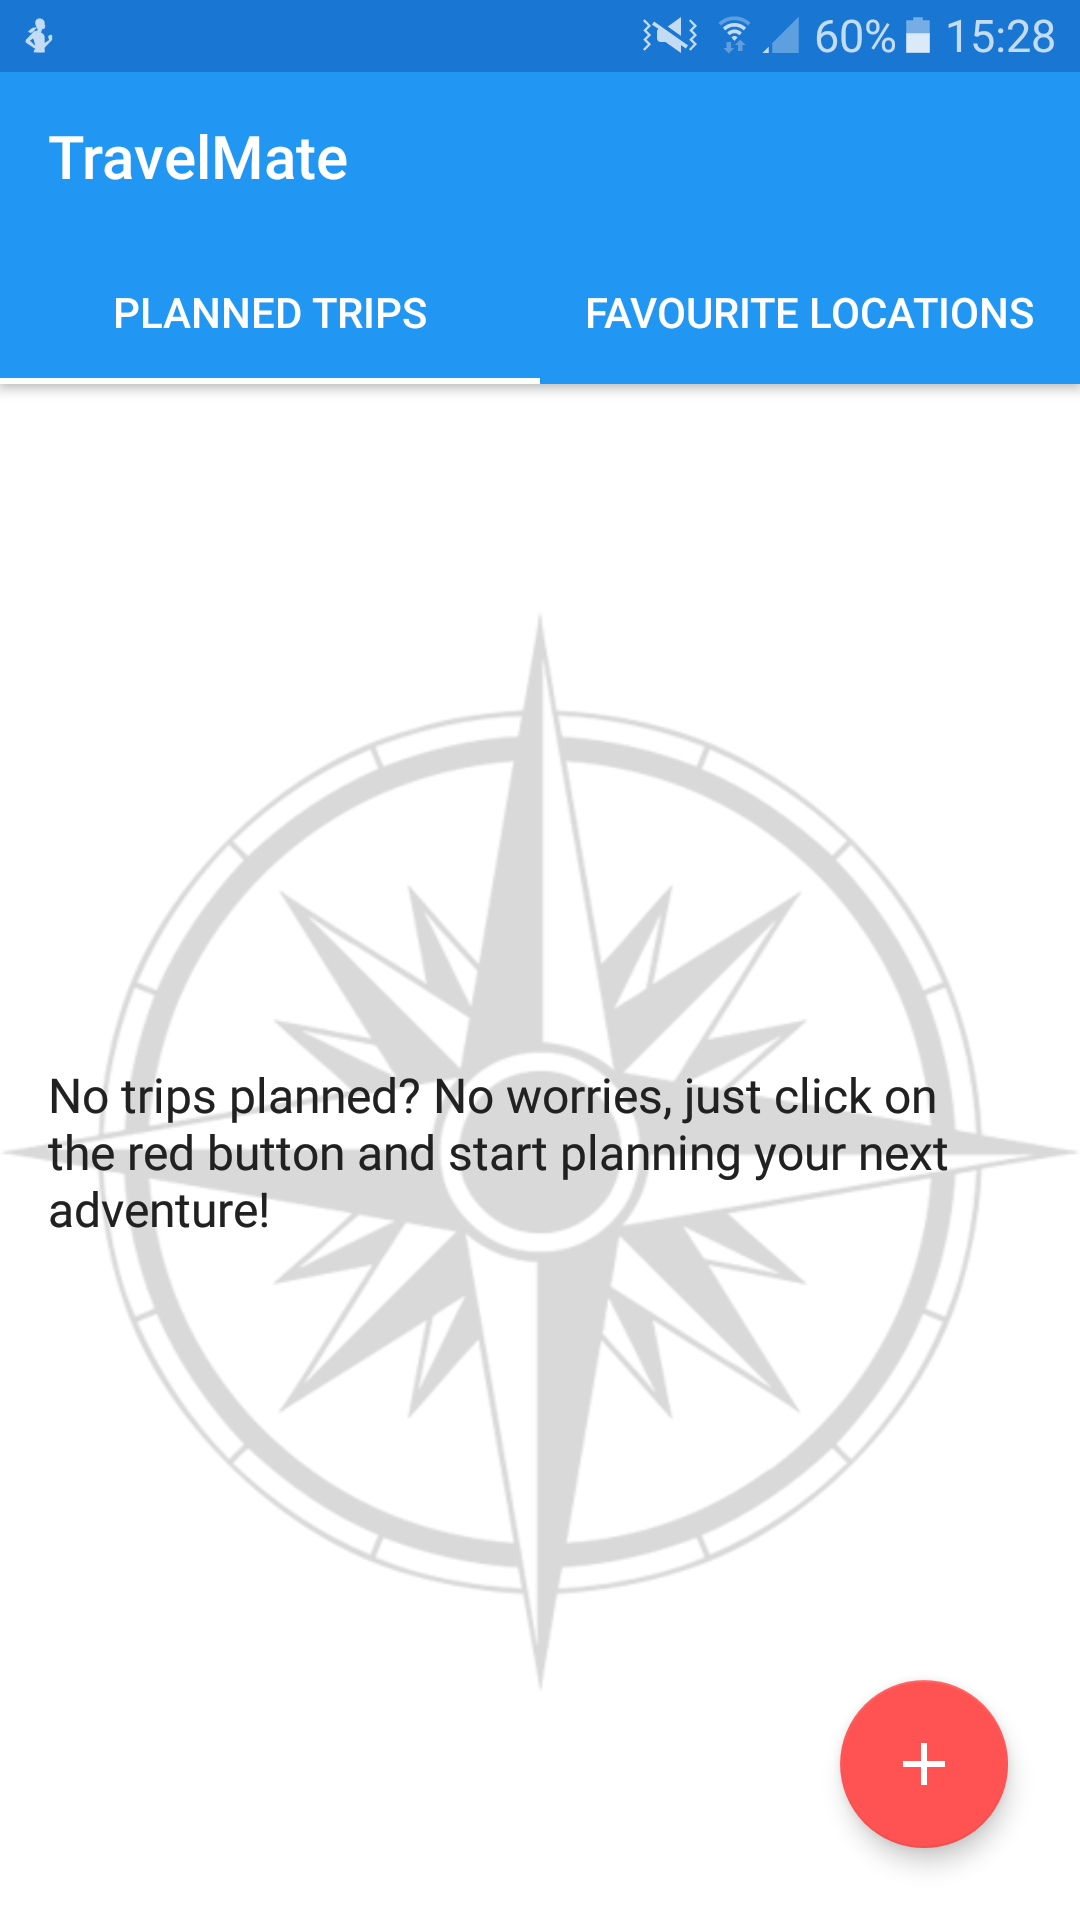 60% 15:28
TravelMate
PLANNED TRIPS FAVOURITE LOCATIONS
No trips planned? No worries, just click on
the red button and start planning your next
adventure!